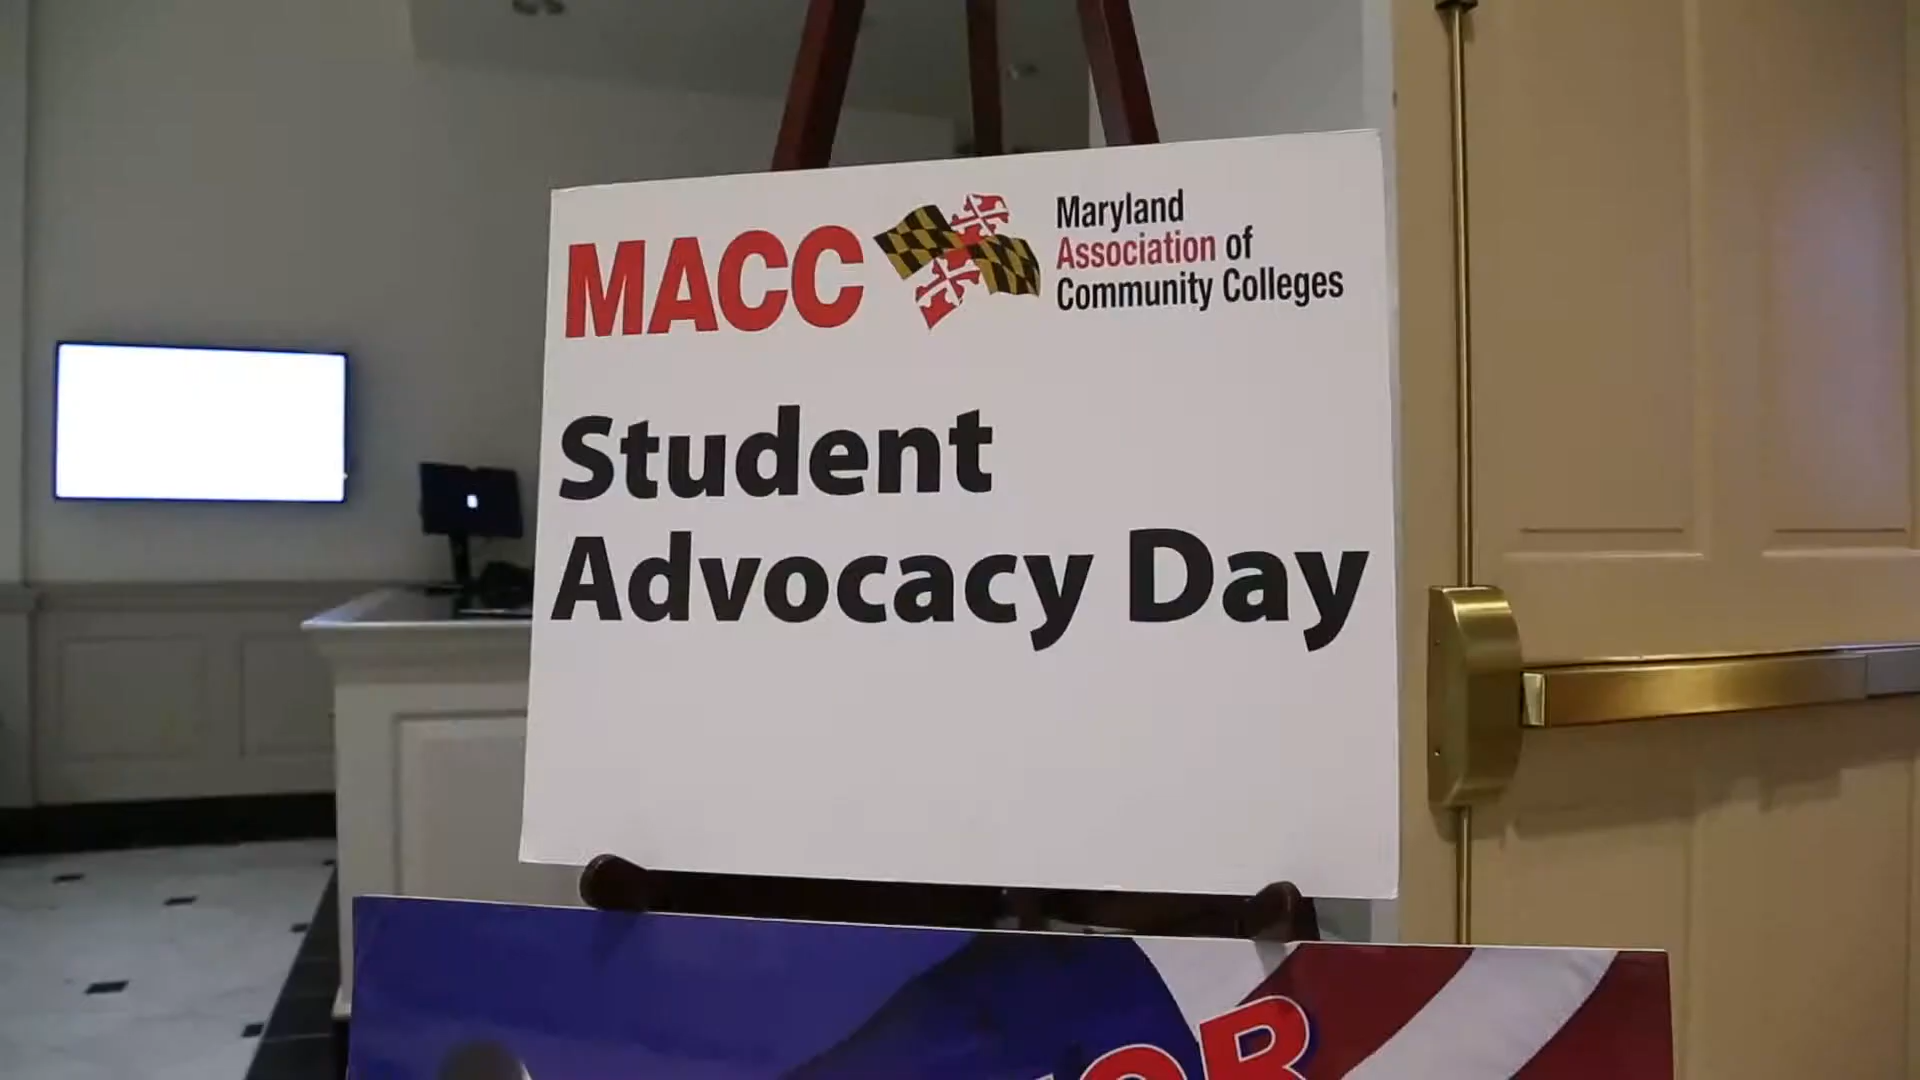 MACC
Maryland
Association of
Community Colleges
Student
Advocacy Day